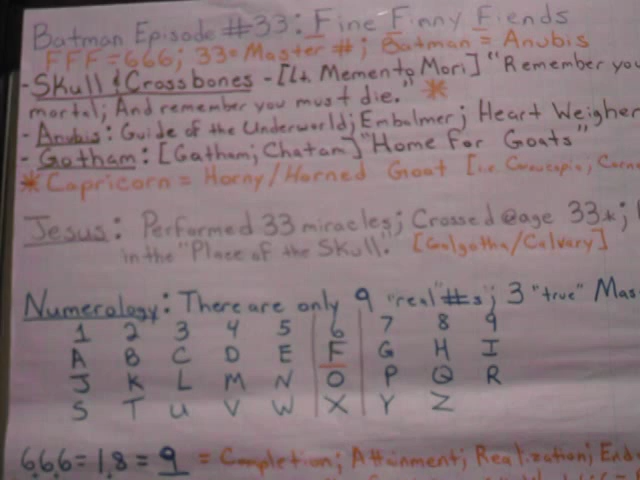 Batman Episode #33: Fine Finny Fiends
FFF=666; 33° Master #; Batman = Anubis
-Skull & Crossbones - [Lt. Memento Mori] "Remember you
mortal; And remember you must die." *
-Anubis: Guide of the Underworld; Embalmer; Heart Weigher
-Gotham: [Gatham; Chatam] "Home For Goats"
*Capricorn = Horny/Horned Goat [i.e.
Jesus: Performed 33 miracles; Crossed @age 33*;
in the "Place of the Skull." [Golgotha/Calvary]
Numerology: There are only 9 "real" #s; 3 "true" Mas
1 2 3 4 5 6 7 8 9
A B C D E F G H I
J K L M N O P Q R
S T U V W X Y Z
6,6,6=1,8=9 = Completion; Attainment; Realization; End